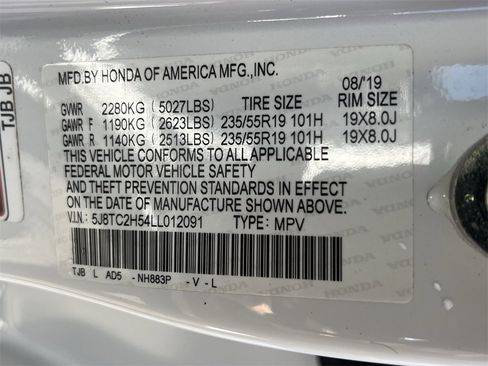 MFD.BY HONDA OF AMERICA MFG.,INC. 08/'19
GVWR 2280KG (5027LBS) TIRE SIZE RIM SIZE
GAWR F 1190KG (2623LBS) 235/55R19 101H 19X8.0J
GAWR R 1140KG (2513LBS) 235/55R19 101H 19X8.0J
THIS VEHICLE CONFORMS TO ALL APPLICABLE
FEDERAL MOTOR VEHICLE SAFETY
AND THEFT PREVENTION STANDARDS IN EFFECT
ON THE DATE OF MANUFACTURE SHOWN ABOVE.
V.I.N.: 5J8TC2H54LL012091 TYPE: MPV
TJB L AD5 -NH883P -V-L
TJB JB